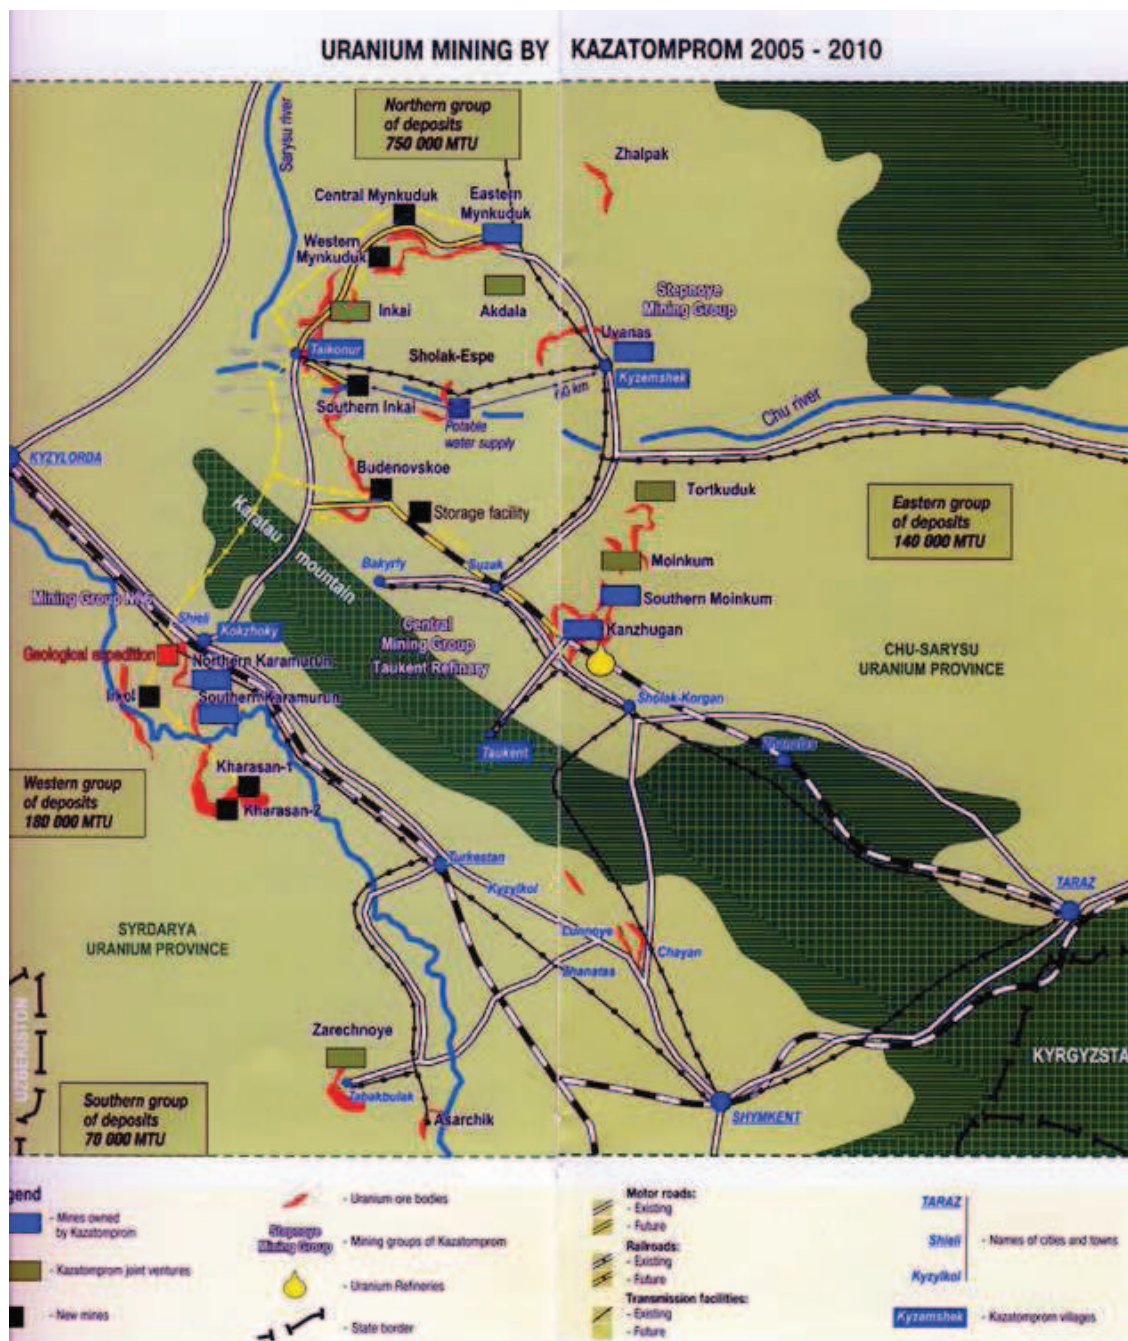 URANIUM MINING BY KAZATOMPROM 2005 - 2010
Sarysu river
Northern group
of deposits
750 000 MTU
Zhalpak
Central Mynkuduk
Eastern
Mynkuduk
Western
Mynkuduk
Inkai
Akdala
Stepnoye
Mining Group
Uvanas
Taikonur
Sholak-Espe
Kyzemshek
Southern Inkai
Potable
water supply
Chu river
KYZYLORDA
Budenovskoe
Storage facility
Tortkuduk
Eastern group
of deposits
140 000 MTU
Karatau mountain
Bakyrly
Suzak
Moinkum
Southern Moinkum
Kanzhugan
Shieli
Kokzhoky
Geological expedition
Northern Karamurun
Irkol
Southern Karamurun
Central
Mining Group
Taukent Refinary
CHU-SARYSU
URANIUM PROVINCE
Sholak-Korgan
Taukent
Kharasan-1
Kharasan-2
Western group
of deposits
180 000 MTU
Turkestan
Kyzylkol
TARAZ
SYRDARYA
URANIUM PROVINCE
Chayan
Zarechnoye
Tabakbulak
Asarchik
UZBEKISTON
Southern group
of deposits
70 000 MTU
SHYMKENT
KYRGYZSTA
gend
- Mines owned
by Kazatomprom
- Kazatomprom joint ventures
- New mines
- Uranium ore bodies
Stepnoye
Mining Group
- Mining groups of Kazatomprom
- Uranium Refineries
- State border
Motor roads:
- Existing
- Future
Railroads:
- Existing
- Future
Transmission facilities:
- Existing
- Future
TARAZ
Shieli
Kyzylkol
- Names of cities and towns
Kyzemshek
- Kazatomprom villages